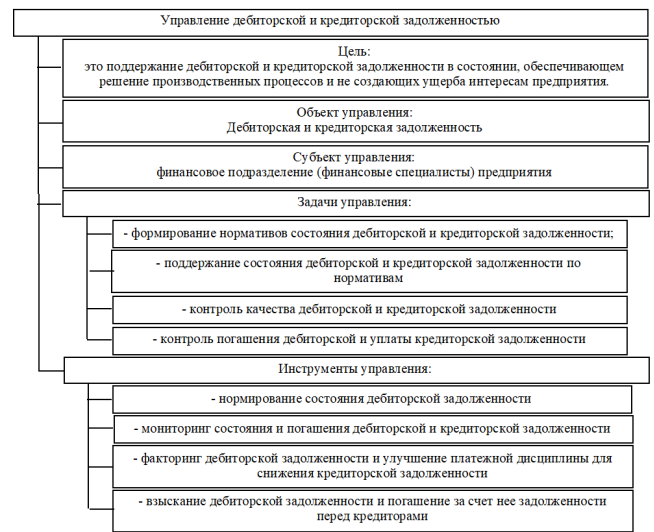 Управление дебиторской и кредиторской задолженностью
Цель:
это поддержание дебиторской и кредиторской задолженности в состоянии, обеспечивающем
решение производственных процессов и не создающих ущерба интересам предприятия.
Объект управления:
Дебиторская и кредиторская задолженность
Субъект управления:
финансовое подразделение (финансовые специалисты) предприятия
Задачи управления:
- формирование нормативов состояния дебиторской и кредиторской задолженности;
- поддержание состояния дебиторской и кредиторской задолженности по
нормативам
- контроль качества дебиторской и кредиторской задолженности
- контроль погашения дебиторской и уплаты кредиторской задолженности
Инструменты управления:
- нормирование состояния дебиторской задолженности
- мониторинг состояния и погашения дебиторской и кредиторской задолженности
- факторинг дебиторской задолженности и улучшение платежной дисциплины для
снижения кредиторской задолженности
- взыскание дебиторской задолженности и погашение за счет нее задолженности
перед кредиторами